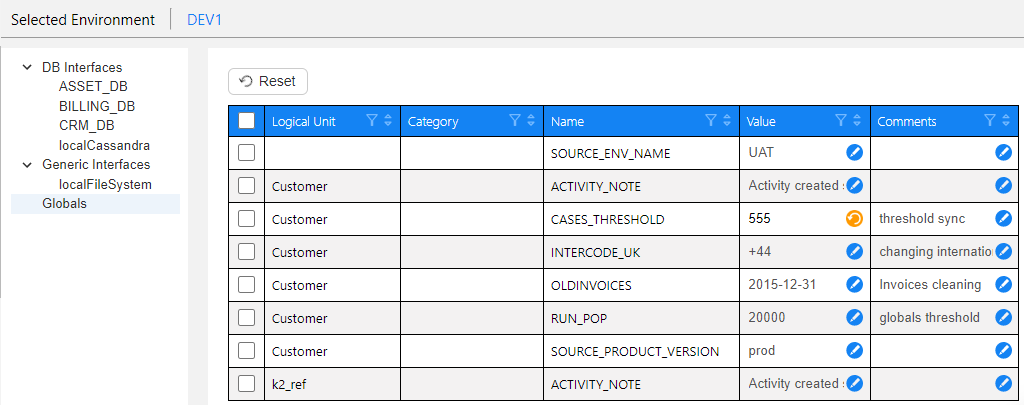 Selected Environment DEV1
DB Interfaces
ASSET_DB
BILLING_DB
CRM_DB
localCassandra
Generic Interfaces
localFileSystem
Globals
Reset
Logical Unit Category Name Value Comments
SOURCE_ENV_NAME UAT
Customer ACTIVITY_NOTE Activity created
Customer CASES_THRESHOLD 555 threshold sync
Customer INTERCODE_UK +44 changing internatio
Customer OLDINVOICES 2015-12-31 Invoices cleaning
Customer RUN_POP 20000 globals threshold
Customer SOURCE_PRODUCT_VERSION prod
k2_ref ACTIVITY_NOTE Activity created